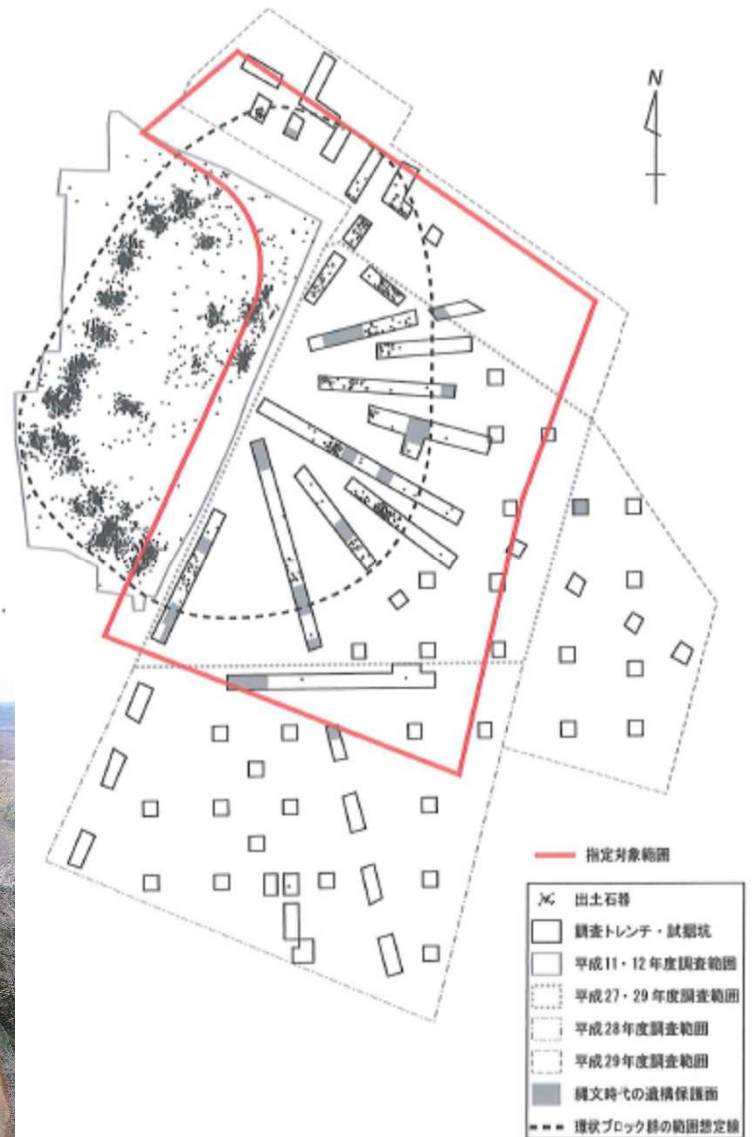 N
指定対象範囲
出土石器
調査トレンチ・試掘坑
平成11・12年度調査範囲
平成27・29年度調査範囲
平成28年度調査範囲
平成29年度調査範囲
縄文時代の遺構保護面
環状ブロック群の範囲想定線